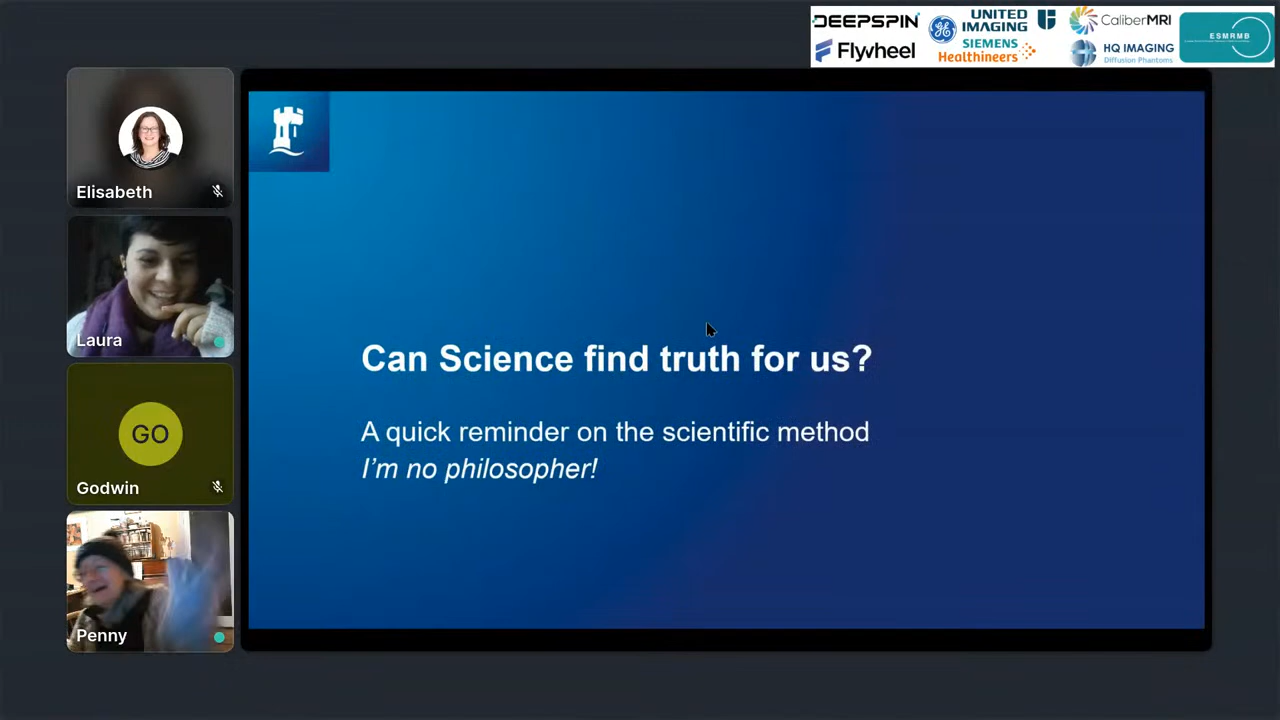 DEEPSPIN
Flywheel
UNITED
IMAGING
SIEMENS
Healthineers
CaliberMRI
HQ IMAGING
Diffusion Phantoms
ESMRMB
Elisabeth
Laura
GO
Godwin
Penny
Can Science find truth for us?
A quick reminder on the scientific method
I'm no philosopher!